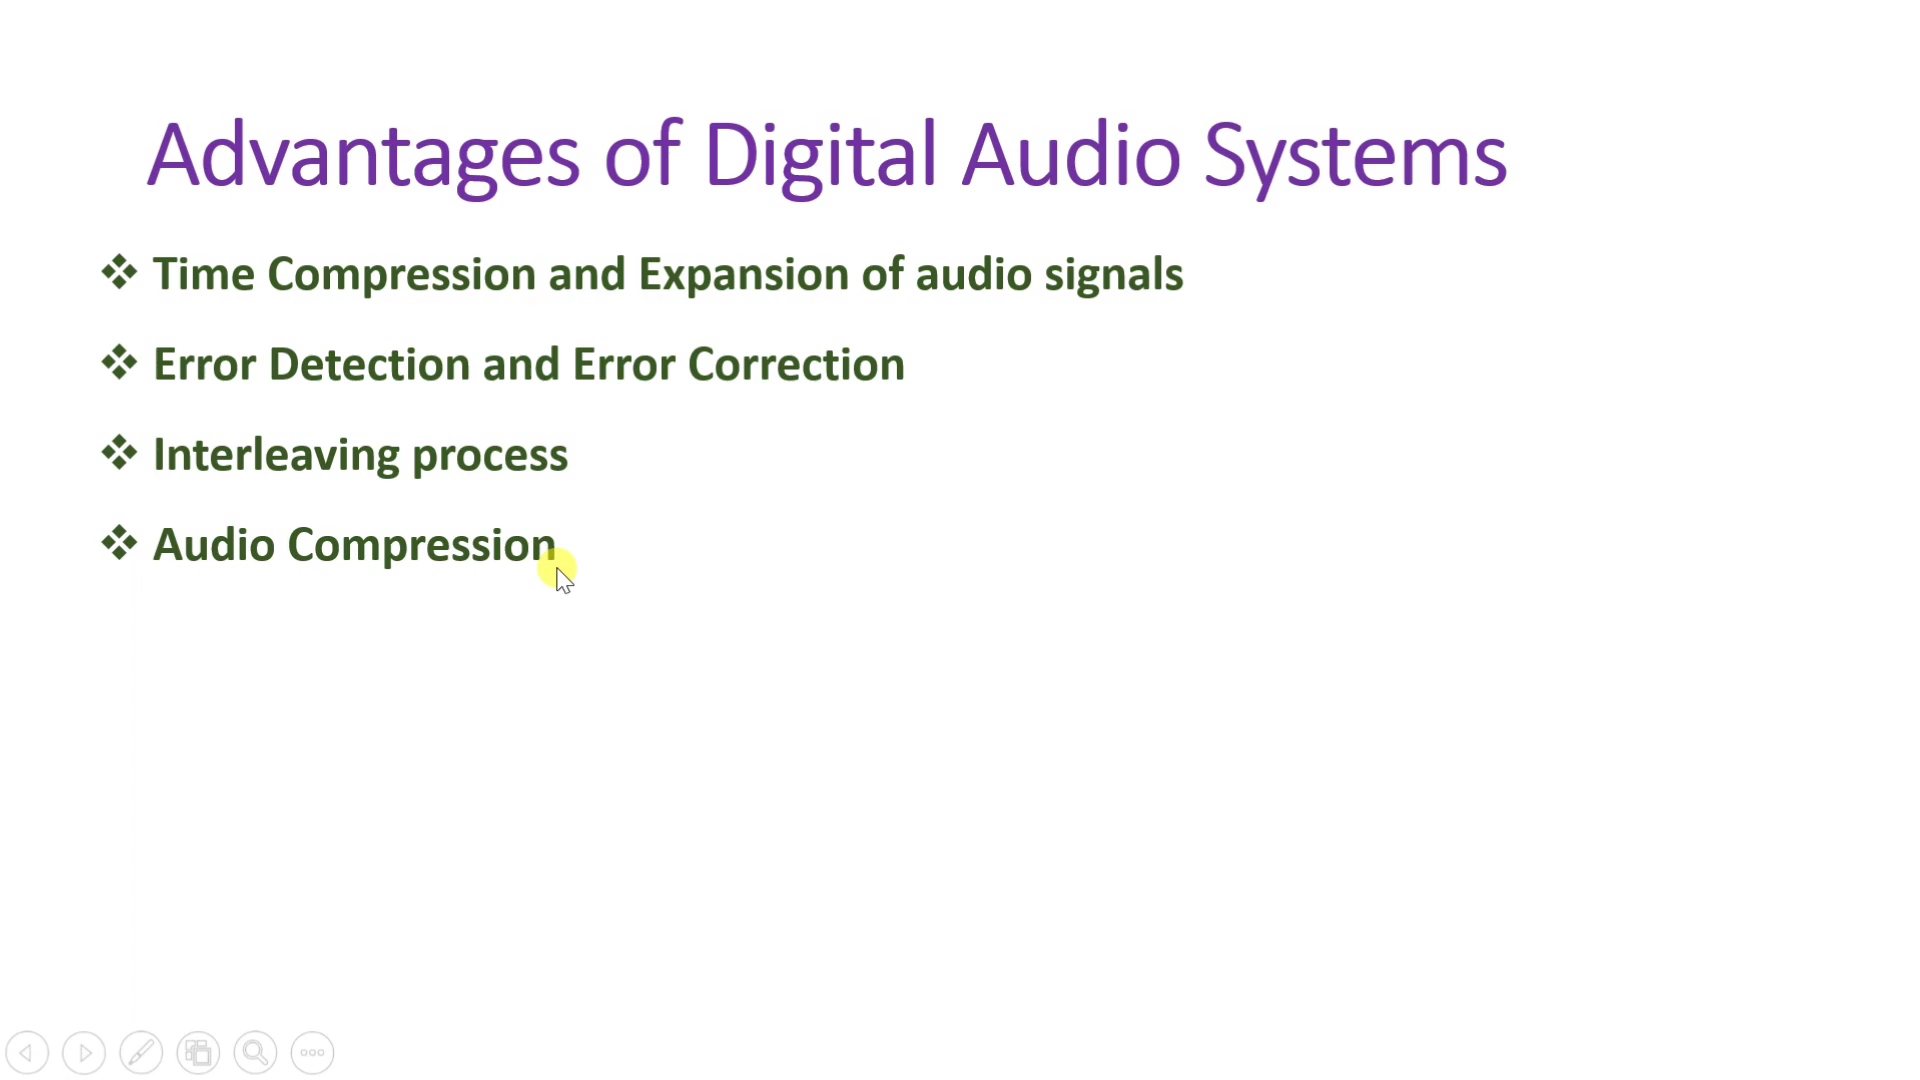 Advantages of Digital Audio Systems
❖ Time Compression and Expansion of audio signals
❖ Error Detection and Error Correction
❖ Interleaving process
❖ Audio Compression